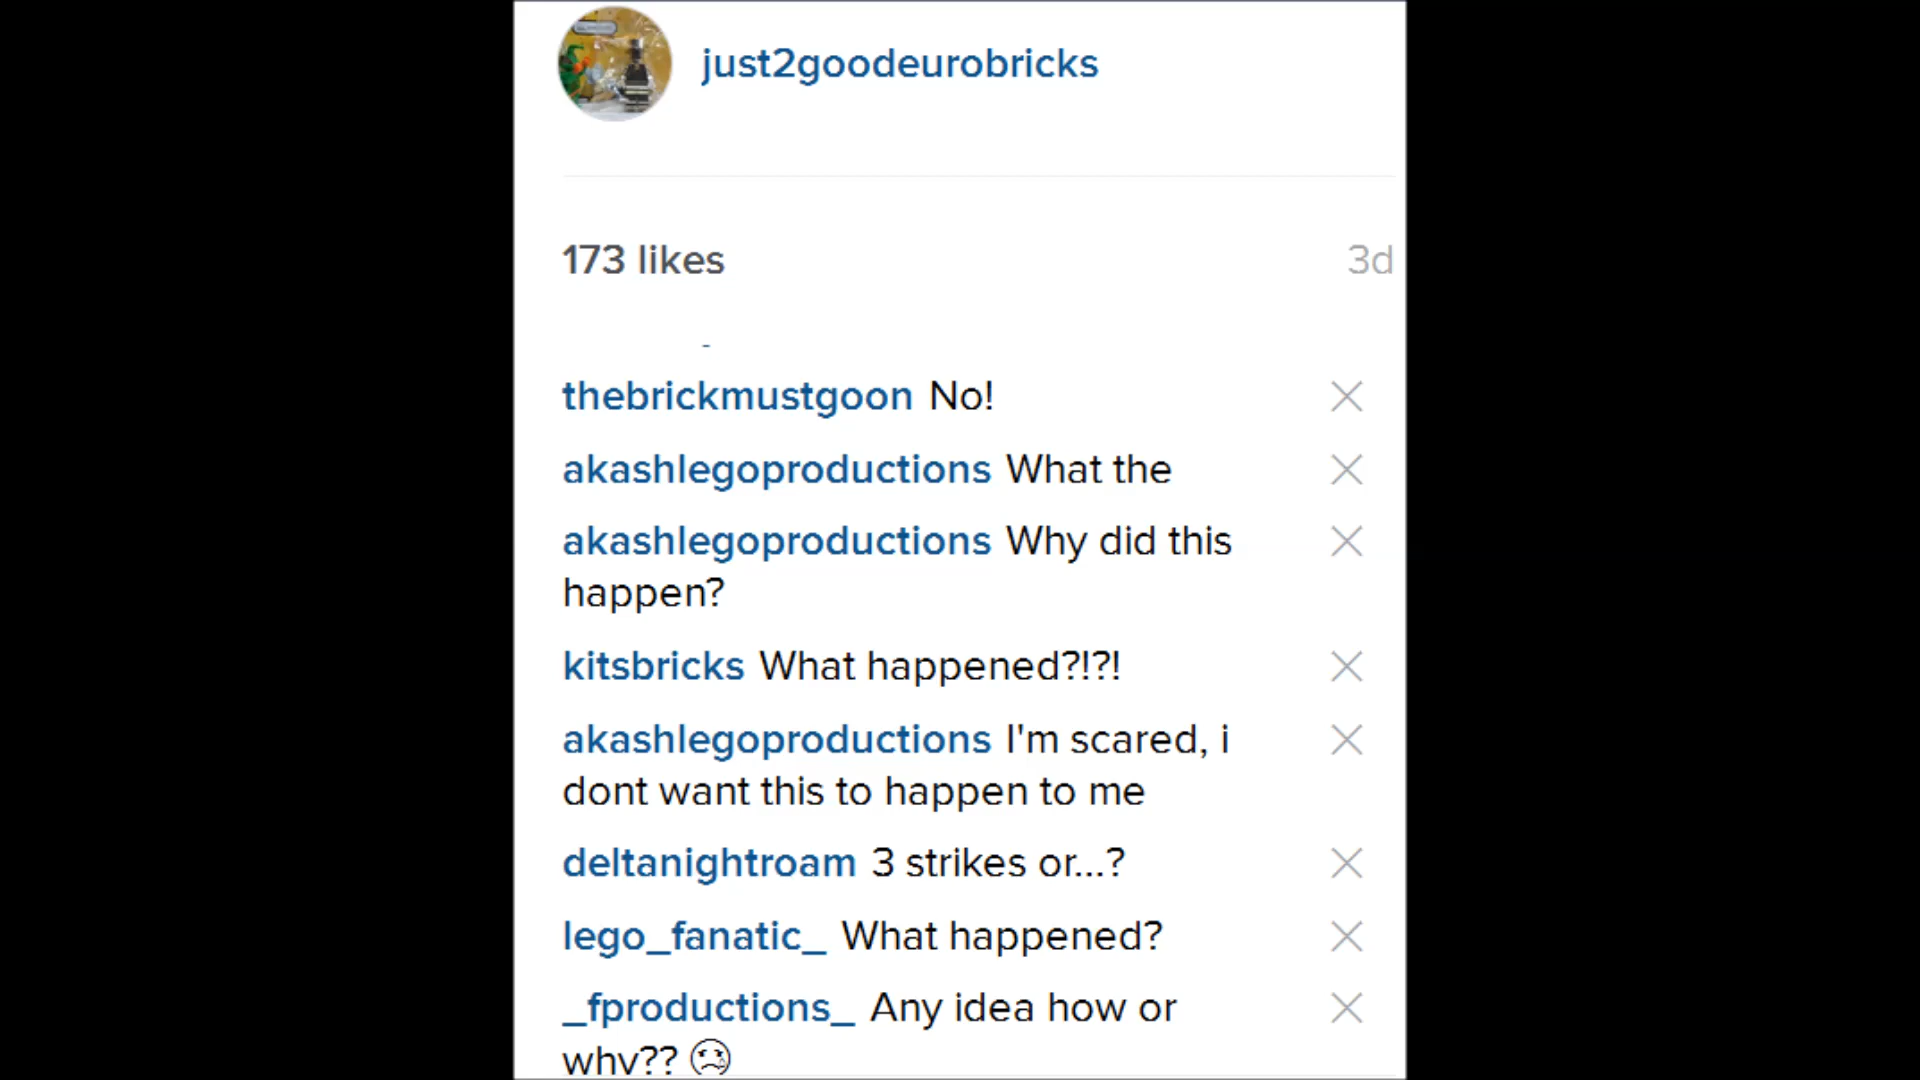 just2goodeurobricks
173 likes 3d
thebrickmustgoon No!
akashlegoproductions What the
akashlegoproductions Why did this
happen?
kitsbricks What happened?!?!
akashlegoproductions I'm scared, i
dont want this to happen to me
deltanightroam 3 strikes or...?
lego_fanatic_ What happened?
_fproductions_ Any idea how or
why?? 😢